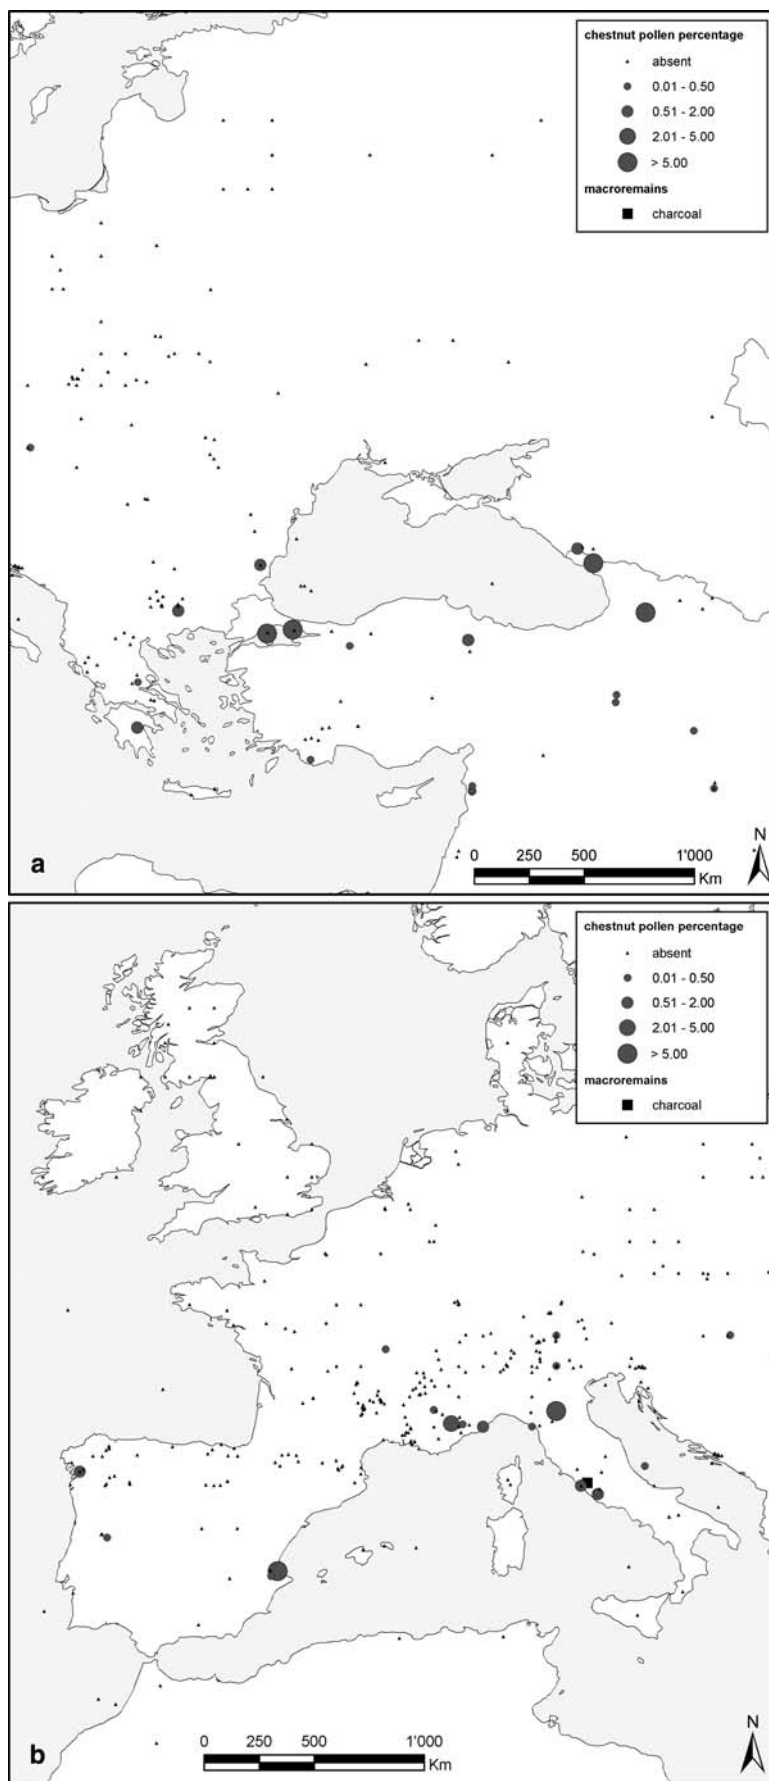 chestnut pollen percentage
absent
0.01 - 0.50
0.51 - 2.00
2.01 - 5.00
> 5.00
macroremains
charcoal
a
N
0 250 500 1'000
Km
chestnut pollen percentage
absent
0.01 - 0.50
0.51 - 2.00
2.01 - 5.00
> 5.00
macroremains
charcoal
b
N
0 250 500 1'000
Km